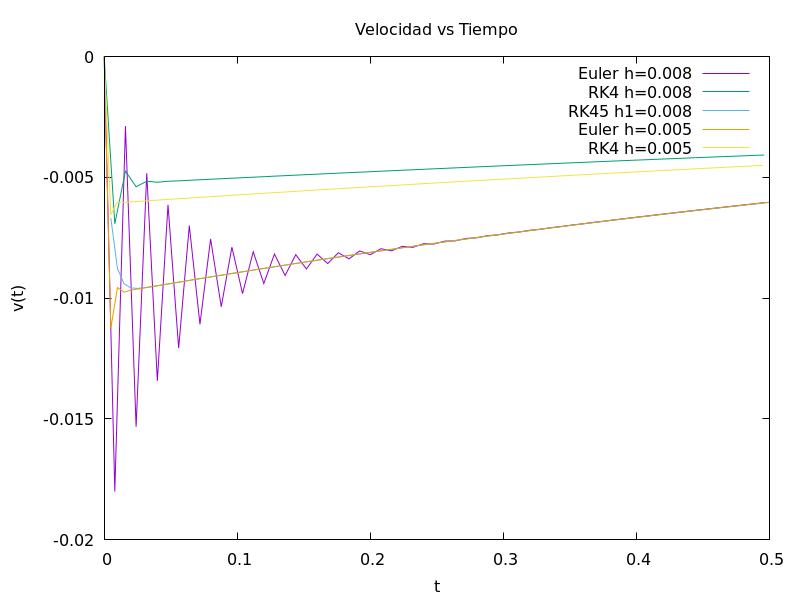 Velocidad vs Tiempo
0
Euler h=0.008
RK4 h=0.008
RK45 h1=0.008
Euler h=0.005
RK4 h=0.005
-0.005
-0.01
v(t)
-0.015
-0.02
0 0.1 0.2 0.3 0.4 0.5
t